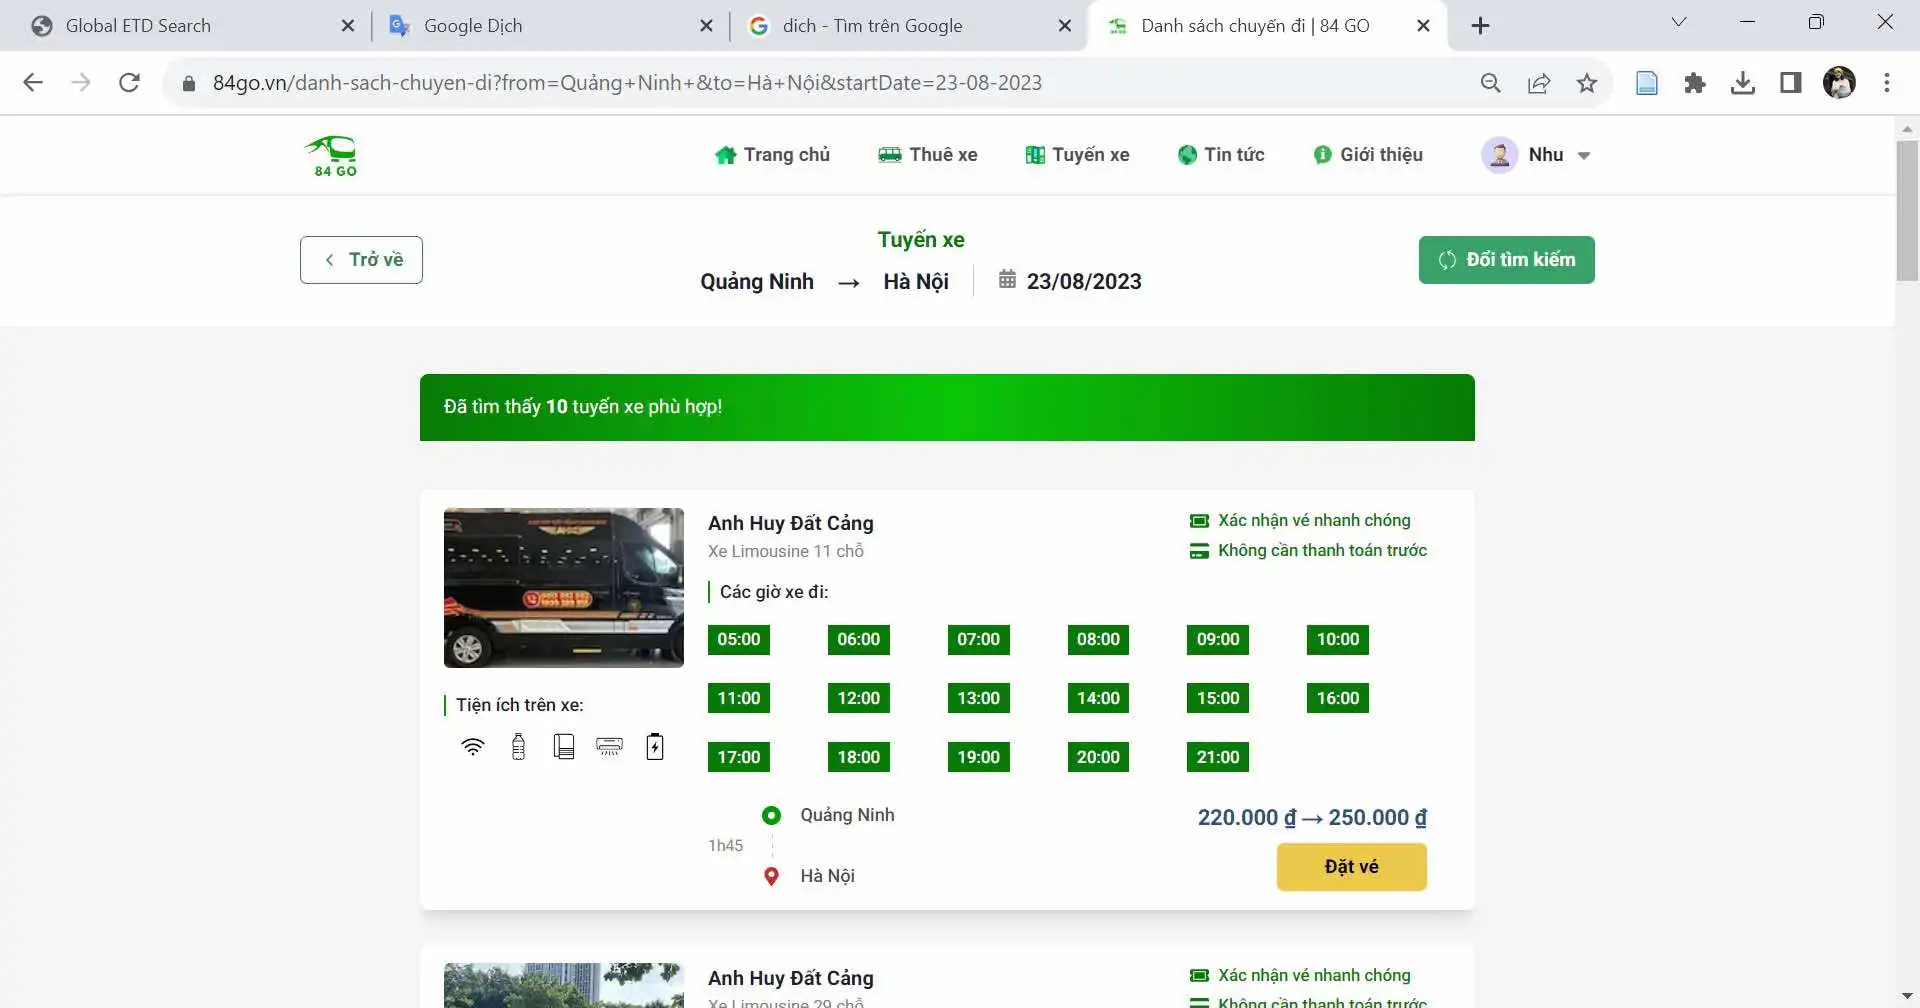 Global ETD Search
Google Dịch
dich - Tìm trên Google
Danh sách chuyến đi | 84 GO
84go.vn/danh-sach-chuyen-di?from=Quảng+Ninh+&to=Hà+Nội&startDate=23-08-2023
84 GO
Trang chủ
Thuê xe
Tuyến xe
Tin tức
Giới thiệu
Nhu
Trở về
Tuyến xe
Quảng Ninh → Hà Nội 23/08/2023
Đổi tìm kiếm
Đã tìm thấy 10 tuyến xe phù hợp!
Anh Huy Đất Cảng
Xe Limousine 11 chỗ
Xác nhận vé nhanh chóng
Không cần thanh toán trước
Các giờ xe đi:
05:00 06:00 07:00 08:00 09:00 10:00
11:00 12:00 13:00 14:00 15:00 16:00
17:00 18:00 19:00 20:00 21:00
Tiện ích trên xe:
Quảng Ninh
1h45
Hà Nội
220.000 ₫ → 250.000 ₫
Đặt vé
Anh Huy Đất Cảng
Xe Limousine 29 chỗ
Xác nhận vé nhanh chóng
Không cần thanh toán trước